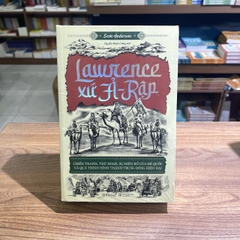 Scott Anderson
Lawrence
xứ Ả-Rập
CHIẾN TRANH, THỦ ĐOẠN, SỰ ĐIÊN RỒ CỦA ĐẾ QUỐC
VÀ QUÁ TRÌNH HÌNH THÀNH TRUNG ĐÔNG HIỆN ĐẠI